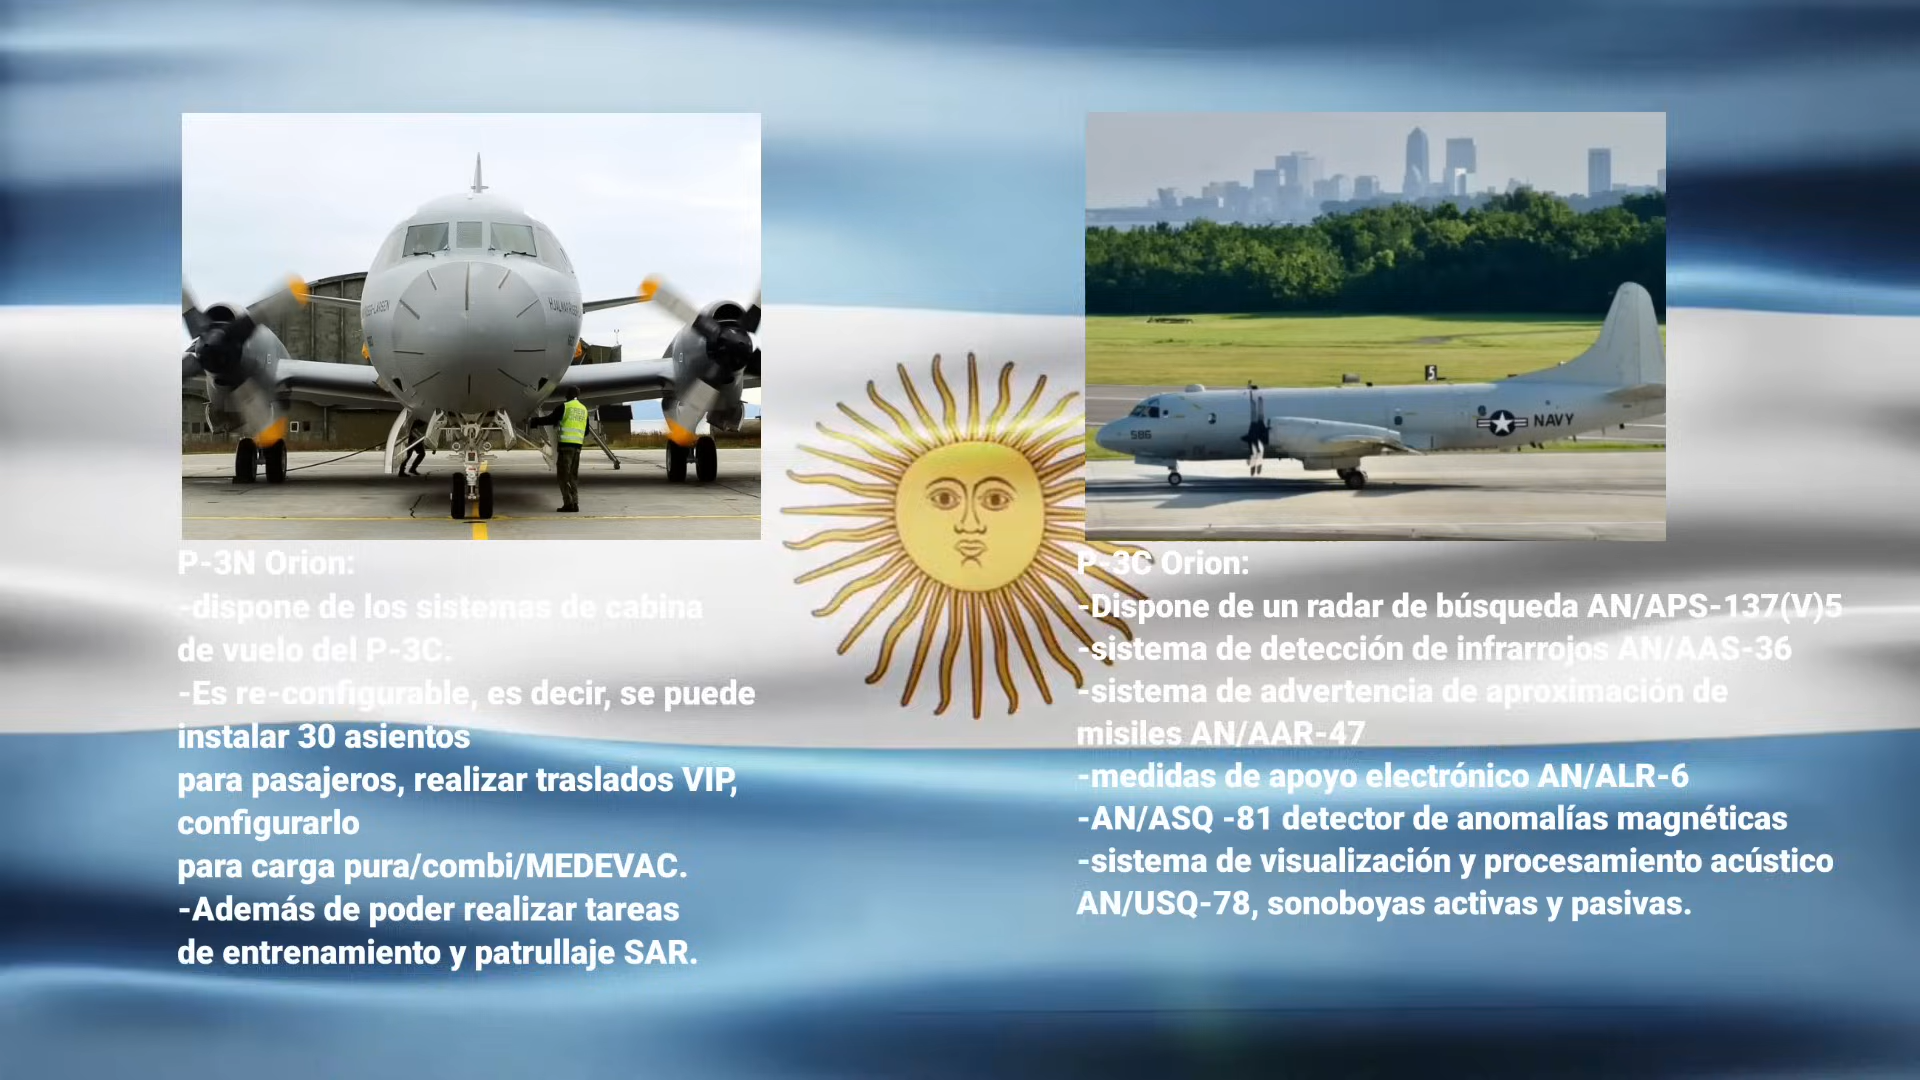 586
NAVY
5
P-3N Orion:
-dispone de los sistemas de cabina
de vuelo del P-3C.
-Es re-configurable, es decir, se puede
instalar 30 asientos
para pasajeros, realizar traslados VIP,
configurarlo
para carga pura/combi/MEDEVAC.
-Además de poder realizar tareas
de entrenamiento y patrullaje SAR.
P-3C Orion:
-Dispone de un radar de búsqueda AN/APS-137(V)5
-sistema de detección de infrarrojos AN/AAS-36
-sistema de advertencia de aproximación de
misiles AN/AAR-47
-medidas de apoyo electrónico AN/ALR-6
-AN/ASQ -81 detector de anomalías magnéticas
-sistema de visualización y procesamiento acústico
AN/USQ-78, sonoboyas activas y pasivas.